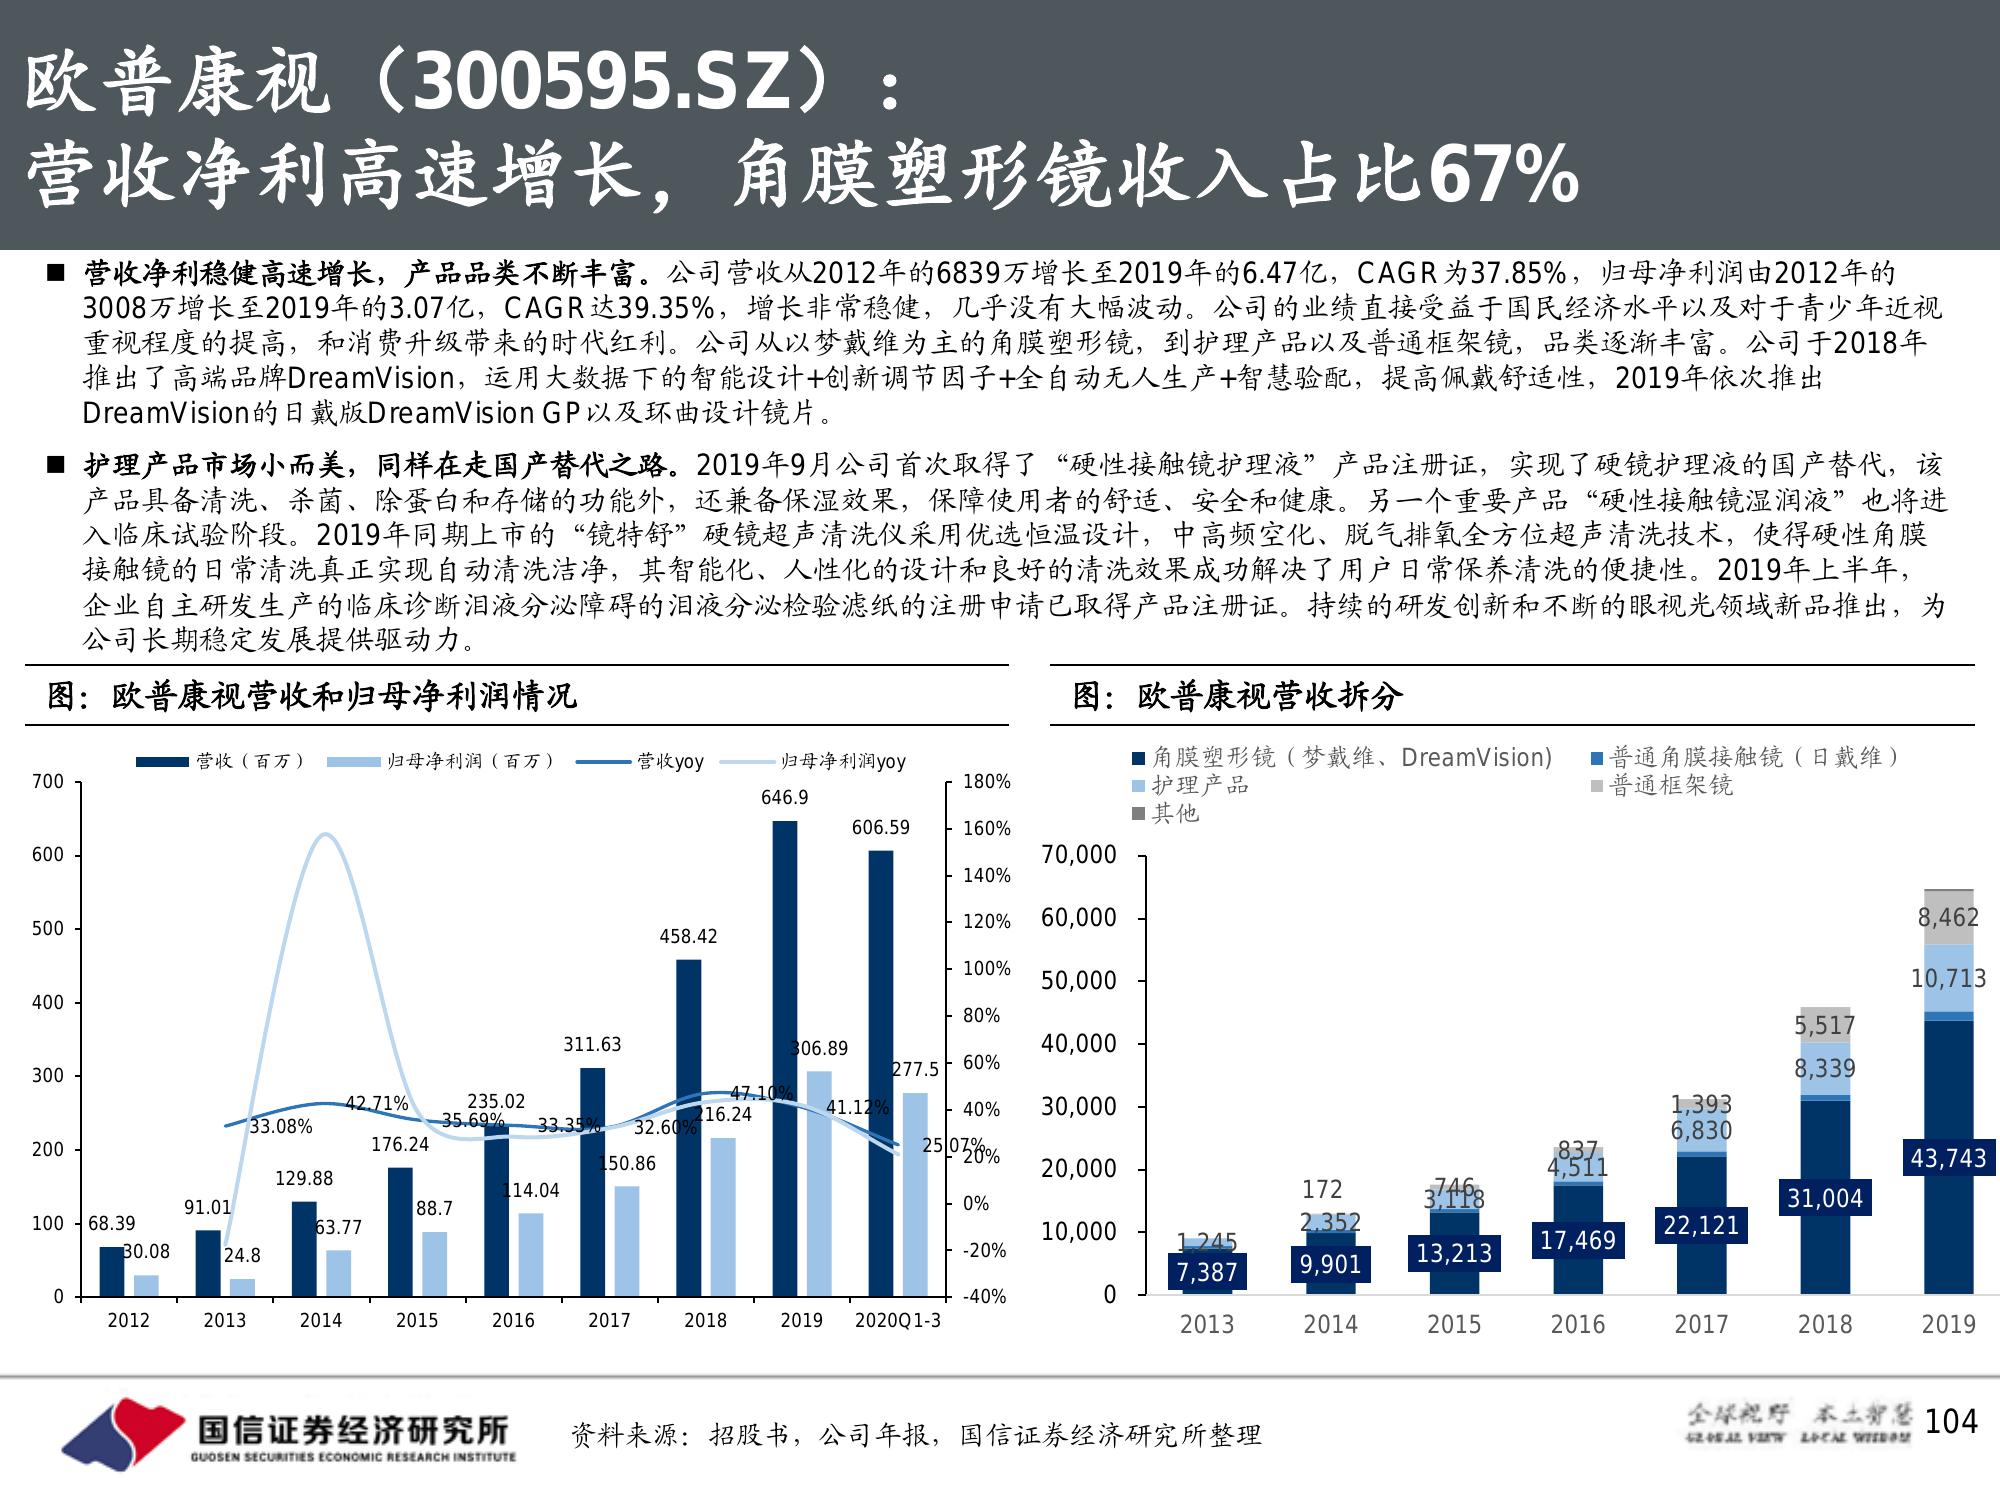 欧普康视（300595.SZ）：
营收净利高速增长，角膜塑形镜收入占比67%
■ 营收净利稳健高速增长，产品品类不断丰富。公司营收从2012年的6839万增长至2019年的6.47亿，CAGR为37.85%，归母净利润由2012年的
3008万增长至2019年的3.07亿，CAGR达39.35%，增长非常稳健，几乎没有大幅波动。公司的业绩直接受益于国民经济水平以及对于青少年近视
重视程度的提高，和消费升级带来的时代红利。公司从以梦戴维为主的角膜塑形镜，到护理产品以及普通框架镜，品类逐渐丰富。公司于2018年
推出了高端品牌DreamVision，运用大数据下的智能设计+创新调节因子+全自动无人生产+智慧验配，提高佩戴舒适性，2019年依次推出
DreamVision的日戴版DreamVision GP以及环曲设计镜片。
■ 护理产品市场小而美，同样在走国产替代之路。2019年9月公司首次取得了“硬性接触镜护理液”产品注册证，实现了硬镜护理液的国产替代，该
产品具备清洗、杀菌、除蛋白和存储的功能外，还兼备保湿效果，保障使用者的舒适、安全和健康。另一个重要产品“硬性接触镜湿润液”也将进
入临床试验阶段。2019年同期上市的“镜特舒”硬镜超声清洗仪采用优选恒温设计，中高频空化、脱气排氧全方位超声清洗技术，使得硬性角膜
接触镜的日常清洗真正实现自动清洗洁净，其智能化、人性化的设计和良好的清洗效果成功解决了用户日常保养清洗的便捷性。2019年上半年，
企业自主研发生产的临床诊断泪液分泌障碍的泪液分泌检验滤纸的注册申请已取得产品注册证。持续的研发创新和不断的眼视光领域新品推出，为
公司长期稳定发展提供驱动力。
图：欧普康视营收和归母净利润情况
营收（百万） 归母净利润（百万） 营收yoy 归母净利润yoy
700
600
500
400
300
200
100
0
180%
160%
140%
120%
100%
80%
60%
40%
20%
0%
-20%
-40%
68.39
91.01
129.88
176.24
235.02
311.63
458.42
646.9
606.59
30.08
24.8
63.77
88.7
114.04
150.86
216.24
306.89
277.5
33.08%
42.71%
35.69%
33.35%
32.60%
47.10%
41.12%
25.07%
2012 2013 2014 2015 2016 2017 2018 2019 2020Q1-3
图：欧普康视营收拆分
角膜塑形镜（梦戴维、DreamVision） 普通角膜接触镜（日戴维）
护理产品 普通框架镜
其他
70,000
60,000
50,000
40,000
30,000
20,000
10,000
0
1,245
7,387
172
2,352
9,901
746
3,118
13,213
837
4,511
17,469
1,393
6,830
22,121
5,517
8,339
31,004
8,462
10,713
43,743
2013 2014 2015 2016 2017 2018 2019
国信证券经济研究所
GUOSEN SECURITIES ECONOMIC RESEARCH INSTITUTE
资料来源：招股书，公司年报，国信证券经济研究所整理
全球视野 本土智慧
GLOBAL VIEW LOCAL WISDOM
104